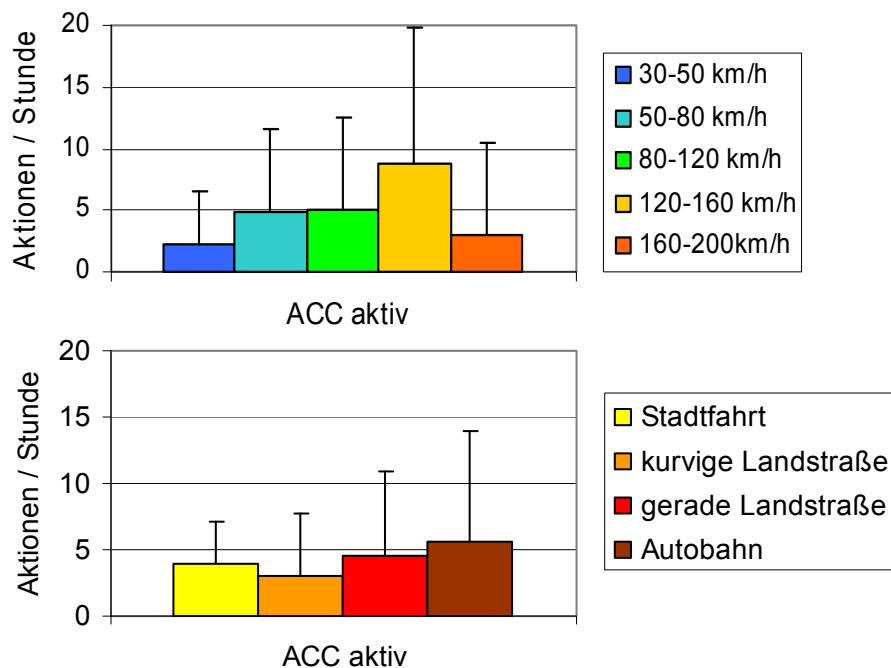 Aktionen / Stunde
20
15
10
5
0
ACC aktiv
30-50 km/h
50-80 km/h
80-120 km/h
120-160 km/h
160-200km/h
Aktionen / Stunde
20
15
10
5
0
ACC aktiv
Stadtfahrt
kurvige Landstraße
gerade Landstraße
Autobahn